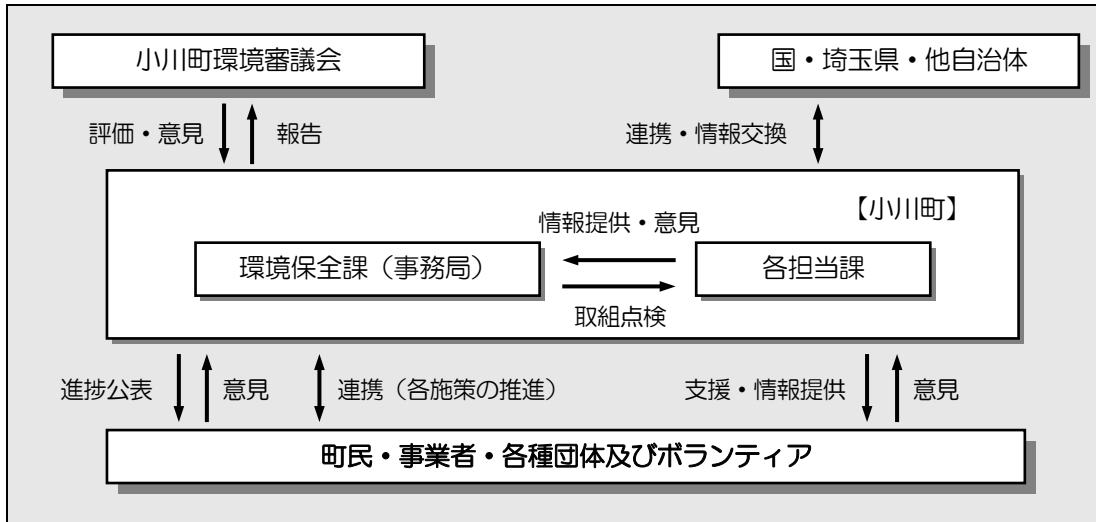 小川町環境審議会
国・埼玉県・他自治体
評価・意見
報告
連携・情報交換
【小川町】
情報提供・意見
環境保全課（事務局）
各担当課
取組点検
進捗公表
意見
連携（各施策の推進）
支援・情報提供
意見
町民・事業者・各種団体及びボランティア